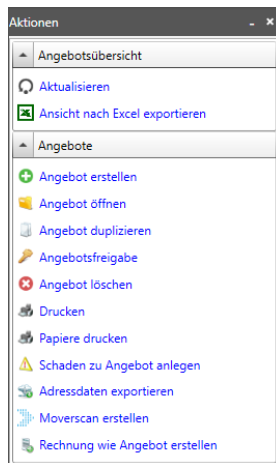 Aktionen
Angebotsübersicht
Aktualisieren
Ansicht nach Excel exportieren
Angebote
Angebot erstellen
Angebot öffnen
Angebot duplizieren
Angebotsfreigabe
Angebot löschen
Drucken
Papiere drucken
Schaden zu Angebot anlegen
Adressdaten exportieren
Moverscan erstellen
Rechnung wie Angebot erstellen